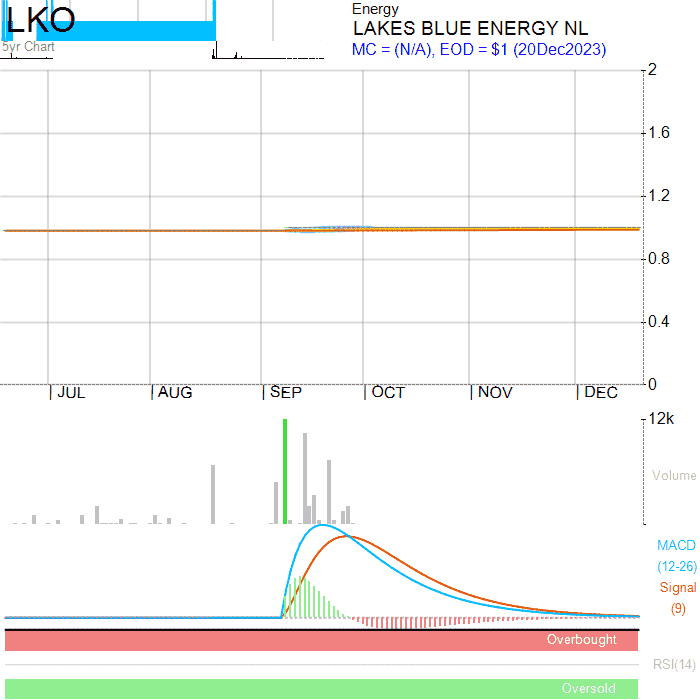 LKO
5yr Chart
Energy
LAKES BLUE ENERGY NL
MC = (N/A), EOD = $1 (20Dec2023)
2
1.6
1.2
0.8
0.4
0
JUL AUG SEP OCT NOV DEC
12k
Volume
MACD
(12-26)
Signal
(9)
Overbought
RSI(14)
Oversold